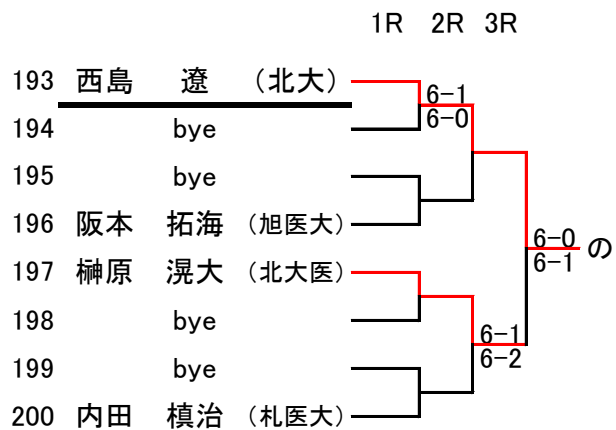 1R 2R 3R
193 西島 遼 (北大)
6-1
6-0
194 bye
195 bye
196 阪本 拓海 (旭医大)
6-0
6-1
の
197 榊原 滉大 (北大医)
198 bye
6-1
6-2
199 bye
200 内田 槙治 (札医大)